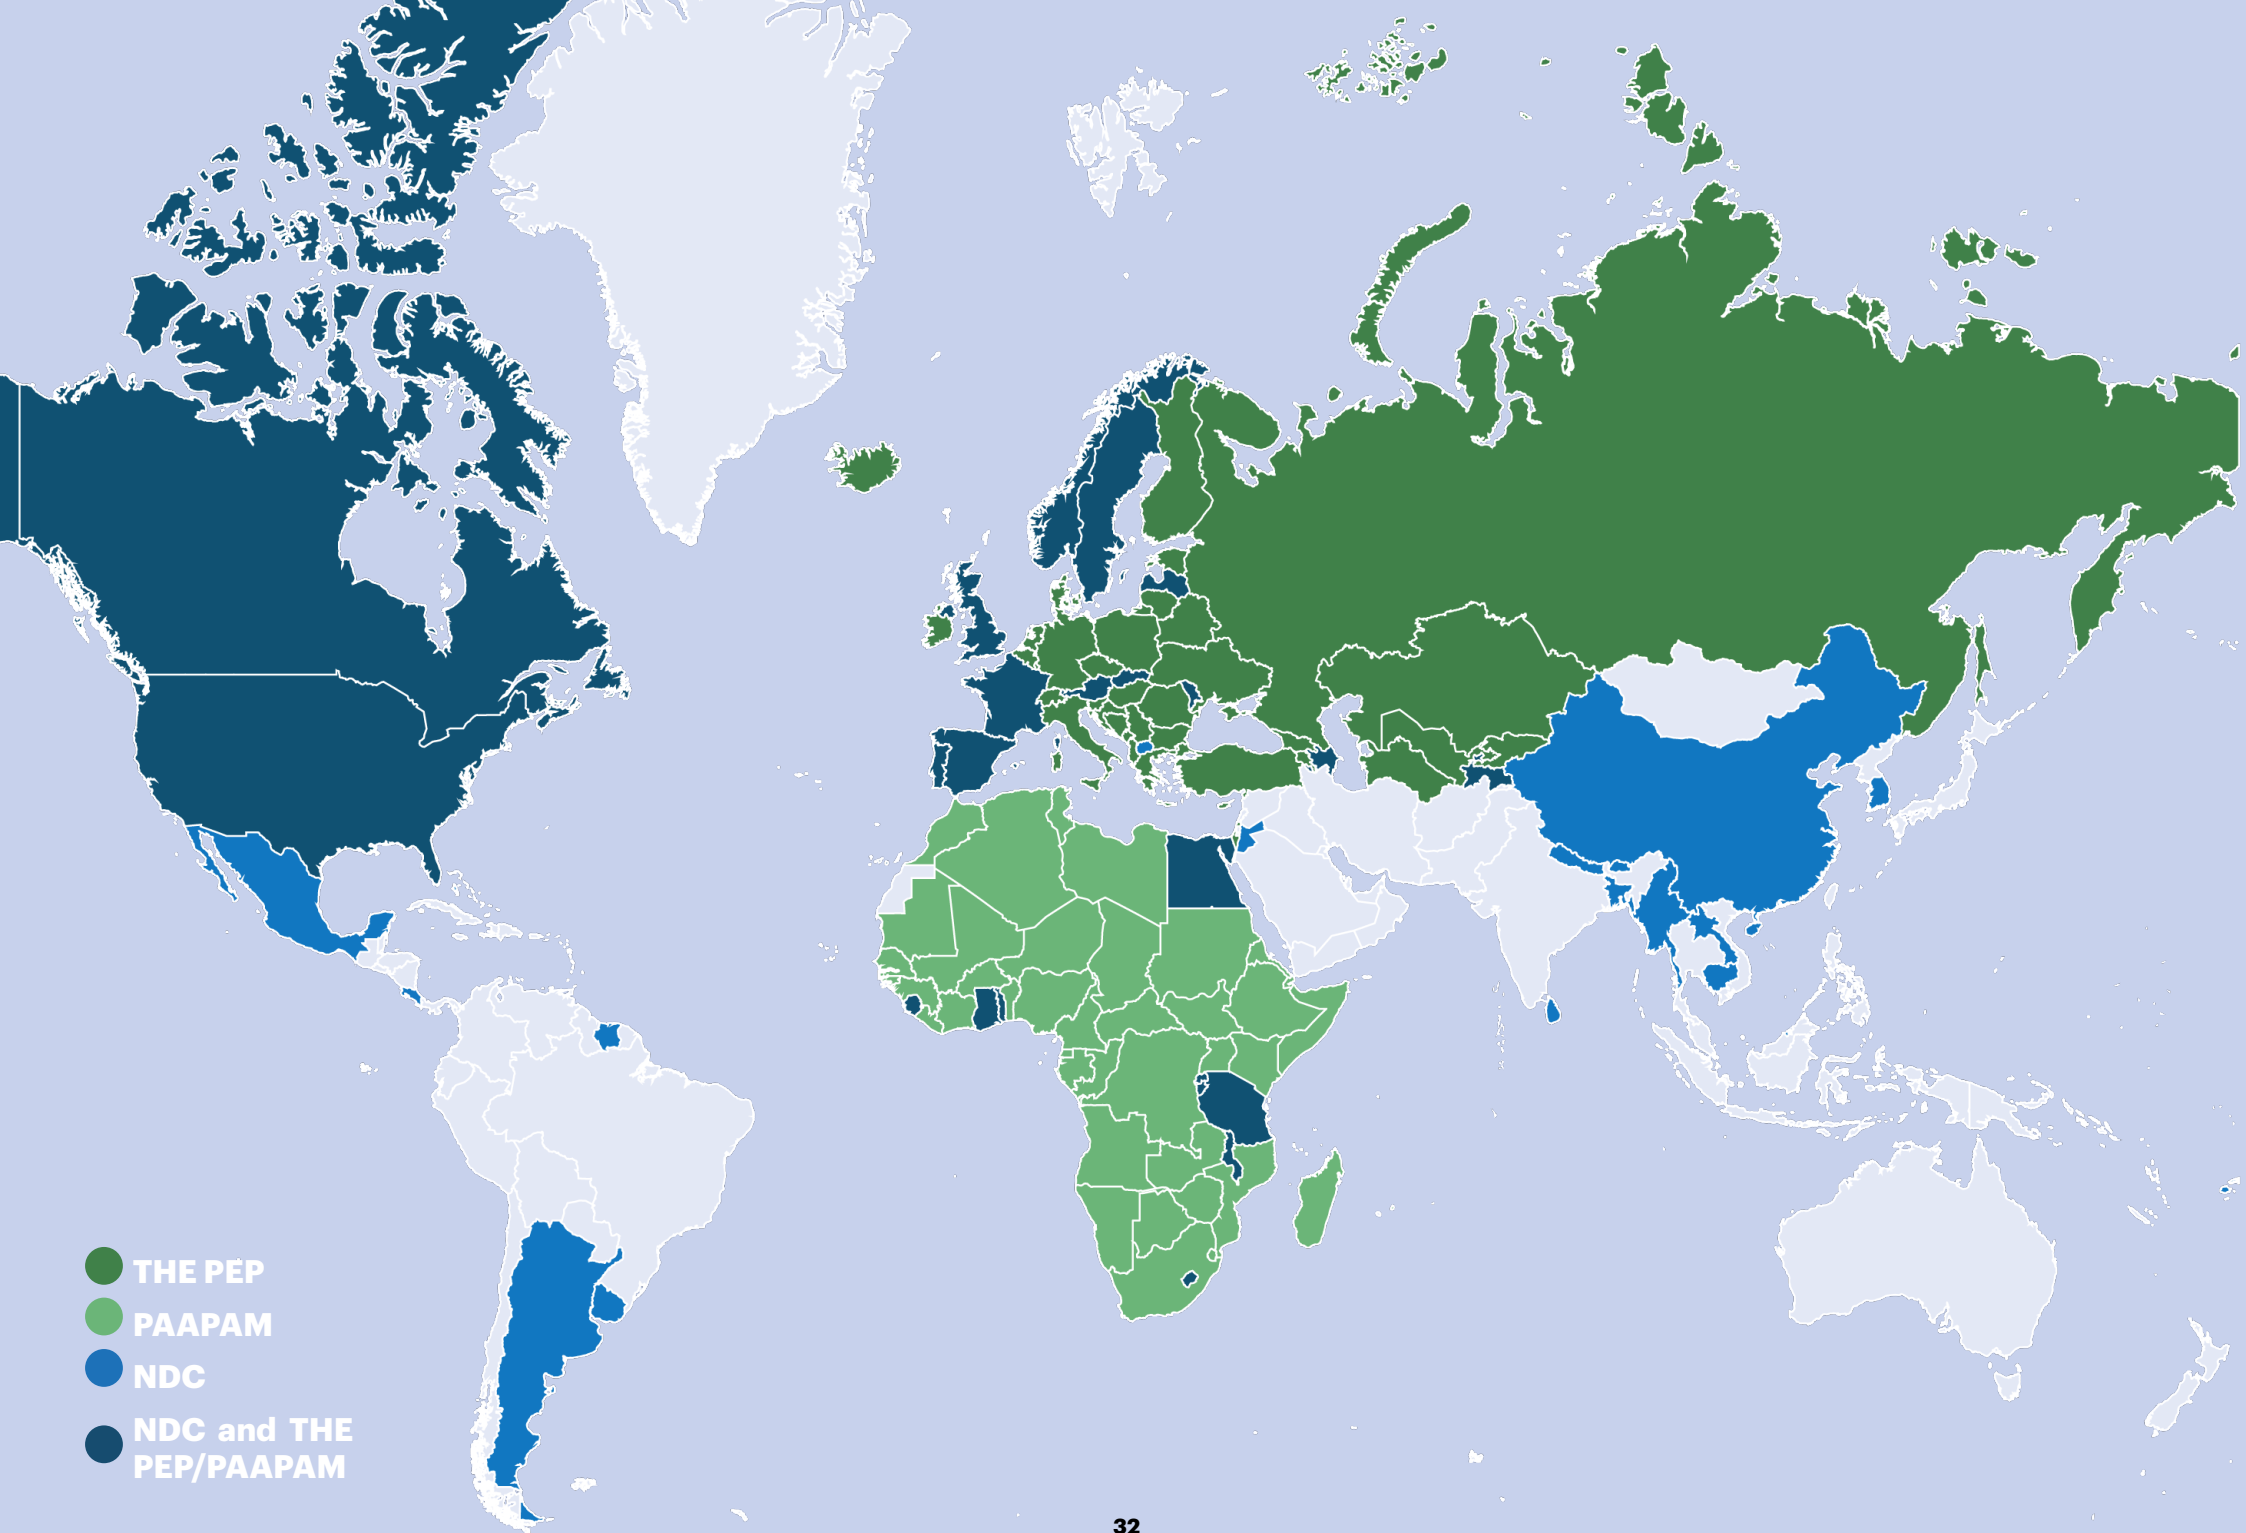 THE PEP
PAAPAM
NDC
NDC and THE
PEP/PAAPAM
32